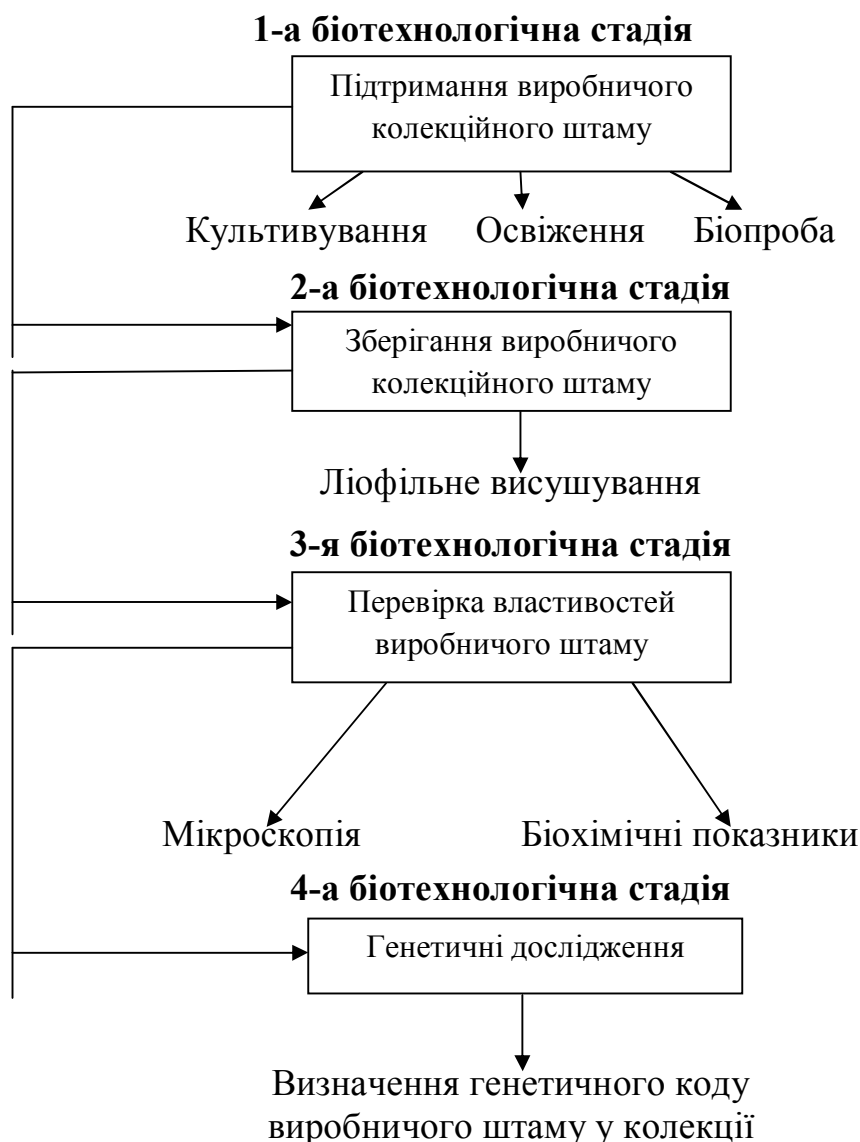 1-а біотехнологічна стадія
Підтримання виробничого
колекційного штаму
Культивування Освіження Біопроба
2-а біотехнологічна стадія
Зберігання виробничого
колекційного штаму
Ліофільне висушування
3-я біотехнологічна стадія
Перевірка властивостей
виробничого штаму
Мікроскопія Біохімічні показники
4-а біотехнологічна стадія
Генетичні дослідження
Визначення генетичного коду
виробничого штаму у колекції